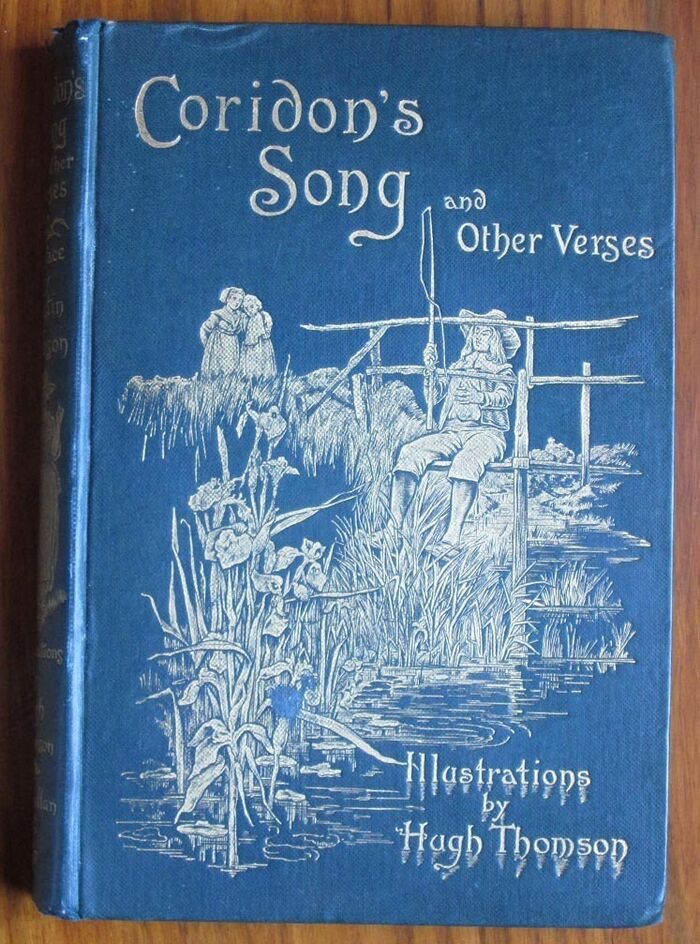 Coridon's
Song
and
Other Verses
Illustrations
by
Hugh Thomson